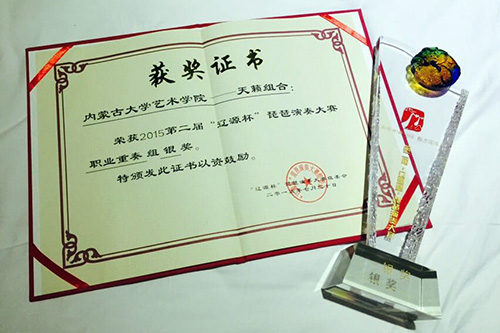 获奖证书
内蒙古大学艺术学院 天籁组合：
荣获2015第二届“辽源杯”琵琶演奏大赛
职业重奏 组 银 奖。
特颁发此证书以资鼓励。
银 奖
银奖